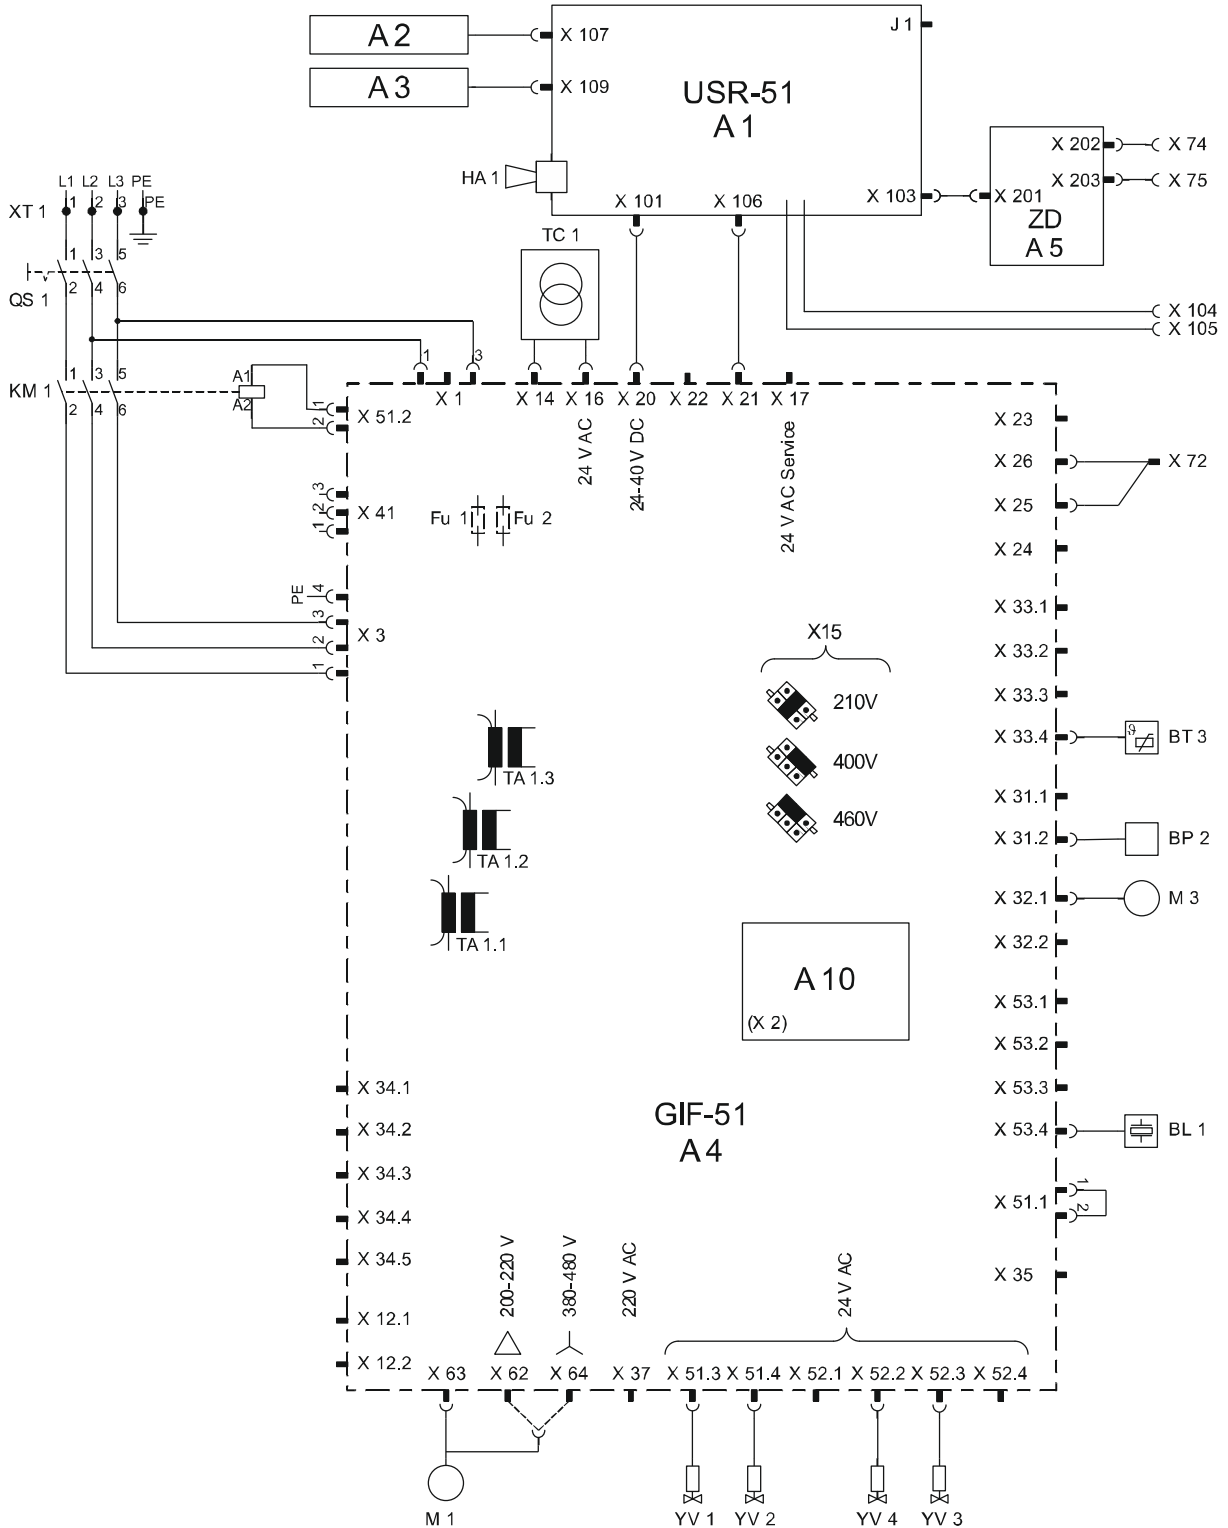 A 2
X 107
J 1
A 3
X 109
USR-51
A 1
HA 1
X 101
X 106
X 103
X 202
X 74
X 203
X 75
X 201
ZD
A 5
X 104
X 105
L1 L2 L3 PE
XT 1
1 2 3 PE
TC 1
1 3 5
QS 1
2 4 6
1 3
1 3 5
KM 1
2 4 6
A1
A2
1
X 51.2
2
X 1
X 14
X 16
X 20
X 22
X 21
X 17
24 V AC
24-40 V DC
24 V AC Service
X 23
X 26
X 72
X 25
X 24
3
2
X 41
1
Fu 1
Fu 2
PE
4
3
X 3
2
1
X 33.1
X 33.2
X 33.3
X 33.4
ϑ
BT 3
X15
210V
400V
460V
TA 1.3
TA 1.2
TA 1.1
X 31.1
X 31.2
BP 2
X 32.1
M 3
X 32.2
A 10
(X 2)
X 53.1
X 53.2
X 53.3
X 53.4
BL 1
X 51.1
1
2
X 35
GIF-51
A 4
X 34.1
X 34.2
X 34.3
X 34.4
X 34.5
X 12.1
X 12.2
200-220 V
380-480 V
220 V AC
24 V AC
X 63
X 62
X 64
X 37
X 51.3
X 51.4
X 52.1
X 52.2
X 52.3
X 52.4
M 1
YV 1
YV 2
YV 4
YV 3